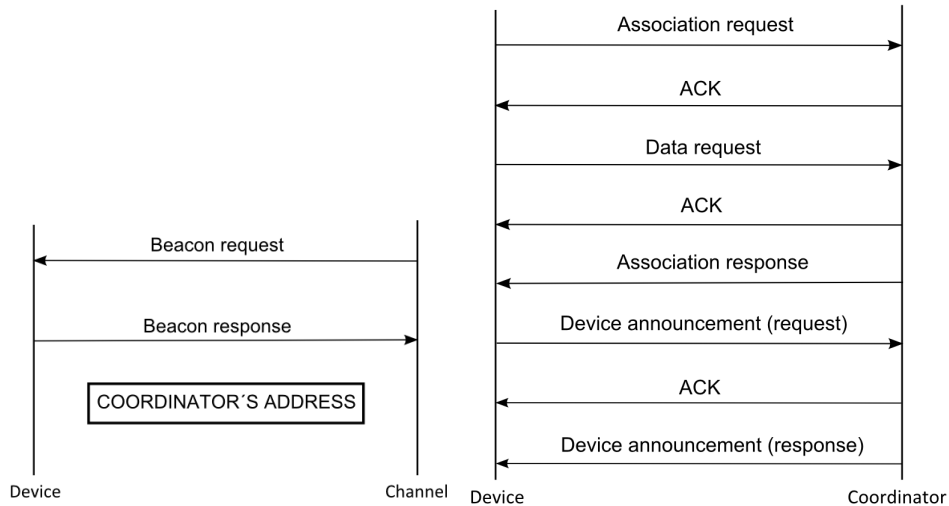 Beacon request
Beacon response
COORDINATOR´S ADDRESS
Device
Channel
Association request
ACK
Data request
ACK
Association response
Device announcement (request)
ACK
Device announcement (response)
Device
Coordinator